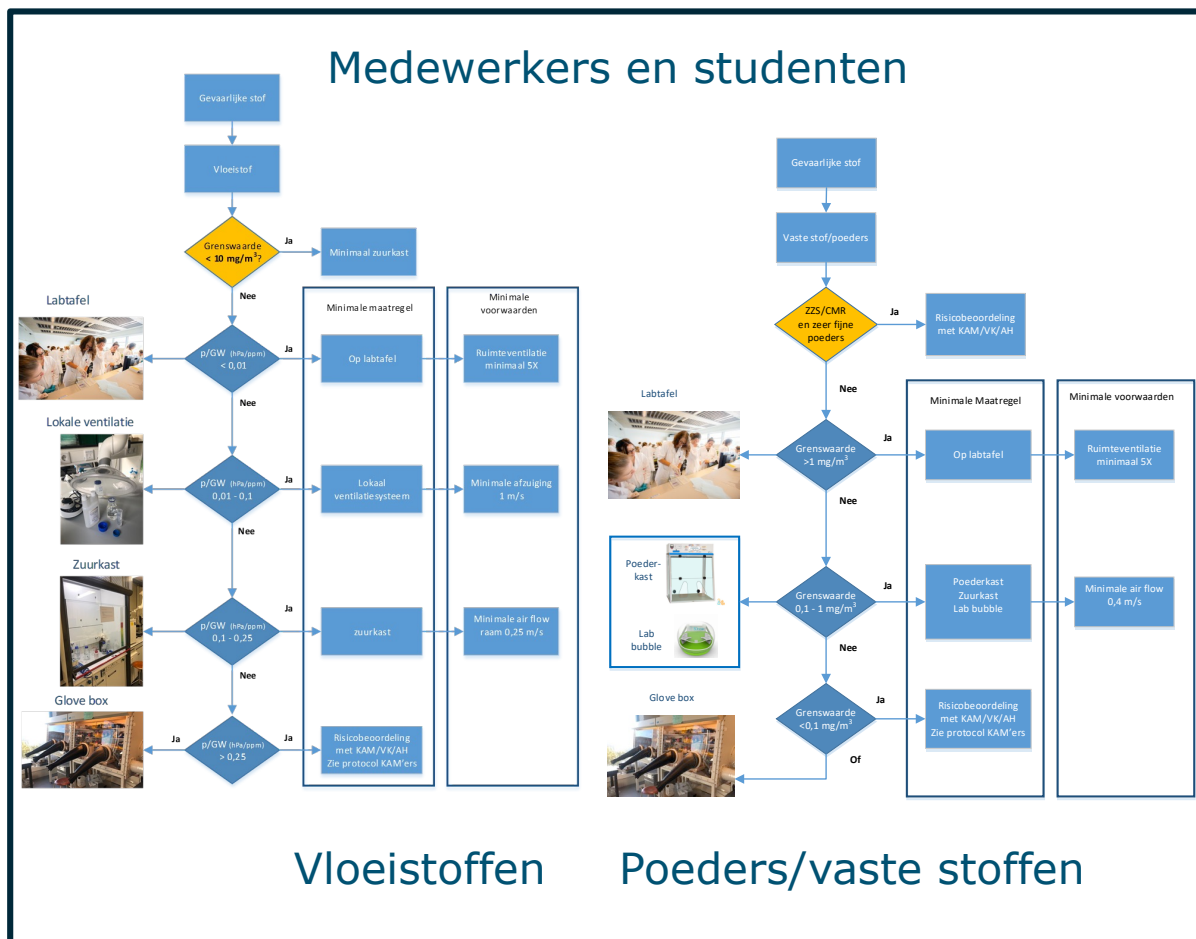 Medewerkers en studenten
Gevaarlijke stof
Vloeistof
Grenswaarde
< 10 mg/m³?
Ja
Minimaal zuurkast
Nee
Minimale maatregel
Minimale
voorwaarden
Labtafel
p/GW (hPa/ppm)
< 0,01
Ja
Op labtafel
Ruimteventilatie
minimaal 5X
Nee
Lokale ventilatie
p/GW (hPa/ppm)
0,01 - 0,1
Ja
Lokaal
ventilatiesysteem
Minimale afzuiging
1 m/s
Nee
Zuurkast
p/GW (hPa/ppm)
0,1 - 0,25
Ja
zuurkast
Minimale air flow
raam 0,25 m/s
Nee
Glove box
Ja
p/GW (hPa/ppm)
> 0,25
Ja
Risicobeoordeling
met KAM/VK/AH
Zie protocol KAM'ers
Vloeistoffen
Gevaarlijke stof
Vaste stof/poeders
ZZS/CMR
en zeer fijne
poeders
Ja
Risicobeoordeling
met KAM/VK/AH
Nee
Minimale Maatregel
Minimale voorwaarden
Labtafel
Grenswaarde
>1 mg/m³
Ja
Op labtafel
Ruimteventilatie
minimaal 5X
Nee
Poeder-
kast
Lab
bubble
Grenswaarde
0,1 - 1 mg/m³
Ja
Poederkast
Zuurkast
Lab bubble
Minimale air flow
0,4 m/s
Nee
Glove box
Grenswaarde
<0,1 mg/m³
Ja
Risicobeoordeling
met KAM/VK/AH
Zie protocol KAM'ers
Of
Poeders/vaste stoffen